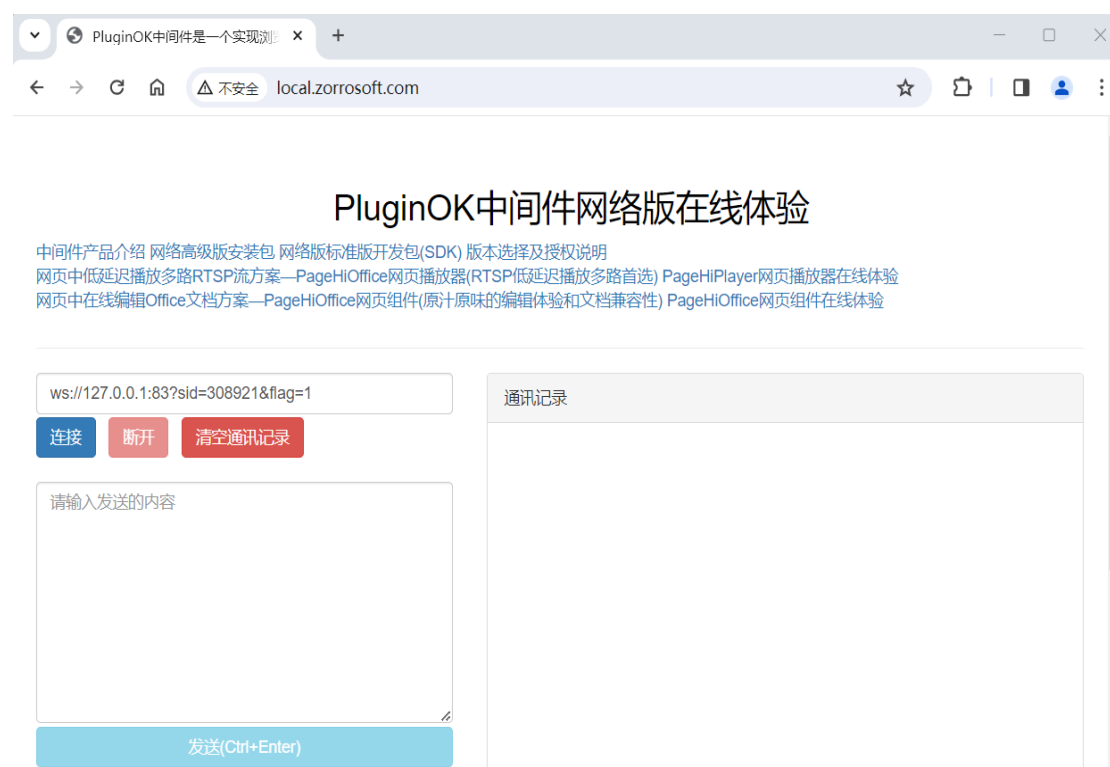 PluginOK中间件是一个实现浏
不安全 local.zorrosoft.com
PluginOK中间件网络版在线体验
中间件产品介绍 网络高级版安装包 网络版标准版开发包(SDK) 版本选择及授权说明
网页中低延迟播放多路RTSP流方案—PageHiOffice网页播放器(RTSP低延迟播放多路首选) PageHiPlayer网页播放器在线体验
网页中在线编辑Office文档方案—PageHiOffice网页组件(原汁原味的编辑体验和文档兼容性) PageHiOffice网页组件在线体验
ws://127.0.0.1:83?sid=308921&flag=1
通讯记录
连接 断开 清空通讯记录
请输入发送的内容
发送(Ctrl+Enter)